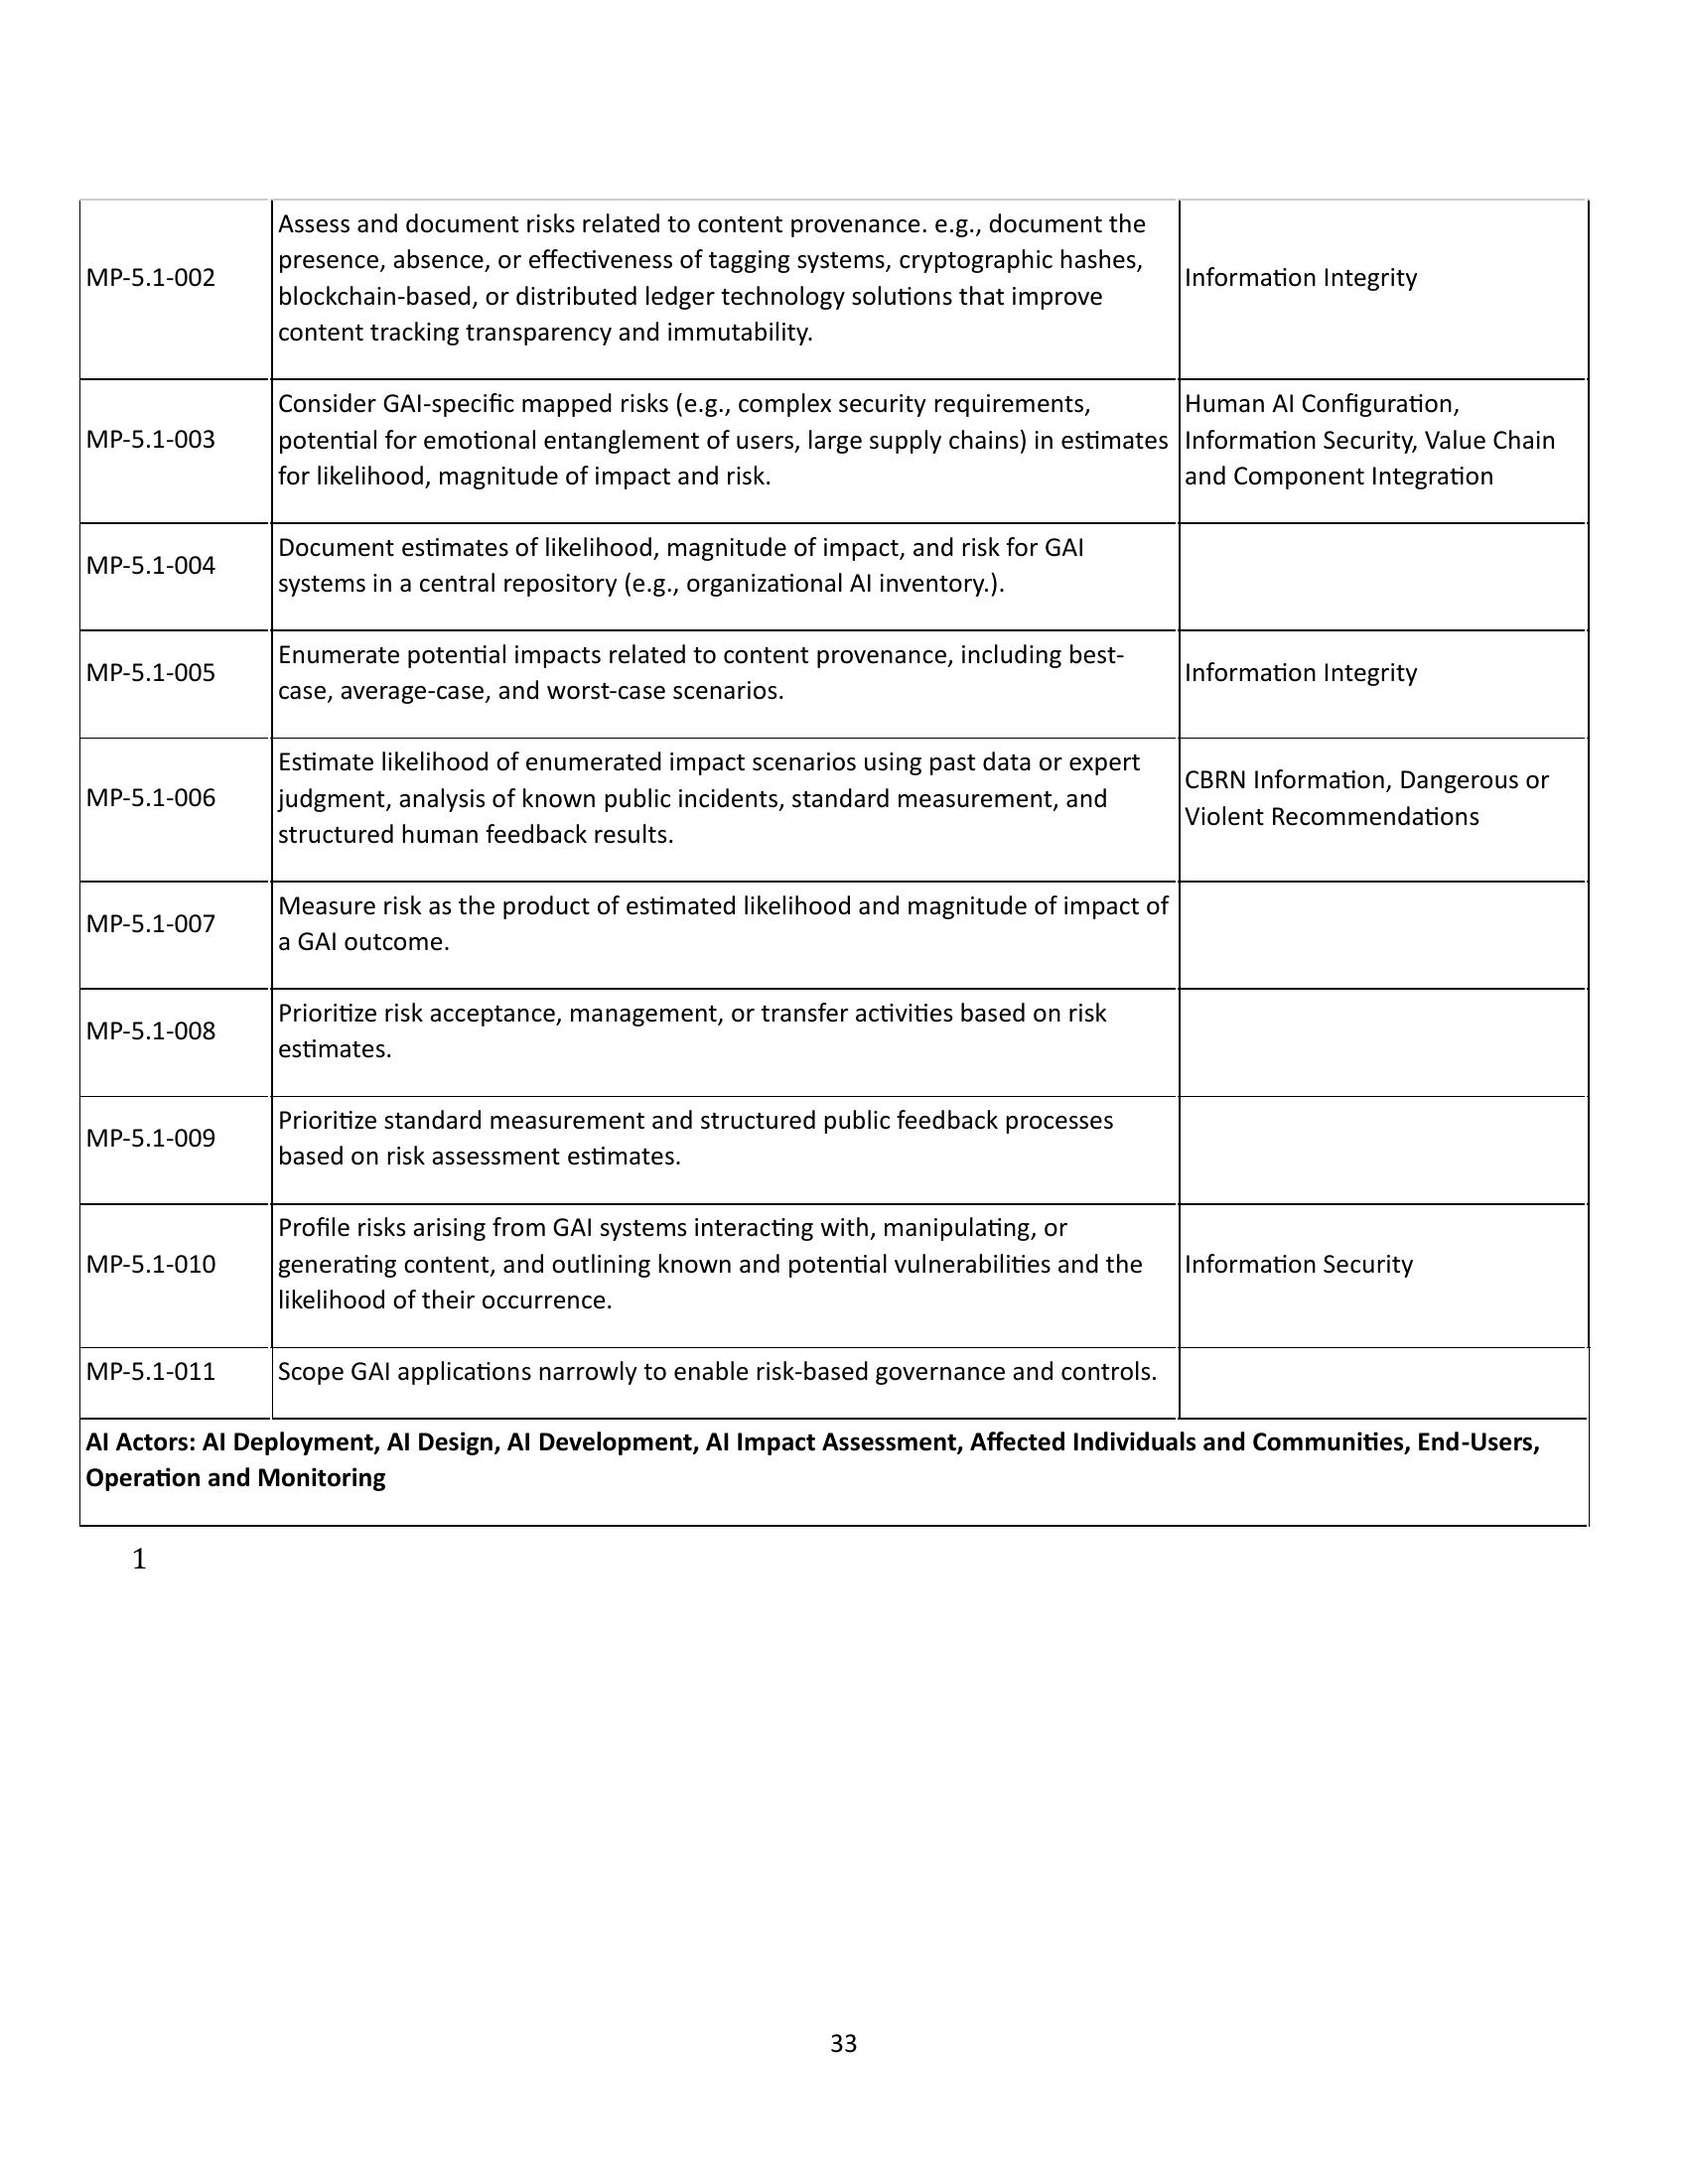 MP-5.1-002
Assess and document risks related to content provenance. e.g., document the
presence, absence, or effectiveness of tagging systems, cryptographic hashes,
blockchain-based, or distributed ledger technology solutions that improve
content tracking transparency and immutability.
Information Integrity
MP-5.1-003
Consider GAI-specific mapped risks (e.g., complex security requirements,
potential for emotional entanglement of users, large supply chains) in estimates
for likelihood, magnitude of impact and risk.
Human AI Configuration,
Information Security, Value Chain
and Component Integration
MP-5.1-004
Document estimates of likelihood, magnitude of impact, and risk for GAI
systems in a central repository (e.g., organizational AI inventory.).
MP-5.1-005
Enumerate potential impacts related to content provenance, including best-
case, average-case, and worst-case scenarios.
Information Integrity
MP-5.1-006
Estimate likelihood of enumerated impact scenarios using past data or expert
judgment, analysis of known public incidents, standard measurement, and
structured human feedback results.
CBRN Information, Dangerous or
Violent Recommendations
MP-5.1-007
Measure risk as the product of estimated likelihood and magnitude of impact of
a GAI outcome.
MP-5.1-008
Prioritize risk acceptance, management, or transfer activities based on risk
estimates.
MP-5.1-009
Prioritize standard measurement and structured public feedback processes
based on risk assessment estimates.
MP-5.1-010
Profile risks arising from GAI systems interacting with, manipulating, or
generating content, and outlining known and potential vulnerabilities and the
likelihood of their occurrence.
Information Security
MP-5.1-011
Scope GAI applications narrowly to enable risk-based governance and controls.
AI Actors: AI Deployment, AI Design, AI Development, AI Impact Assessment, Affected Individuals and Communities, End-Users,
Operation and Monitoring
1
33